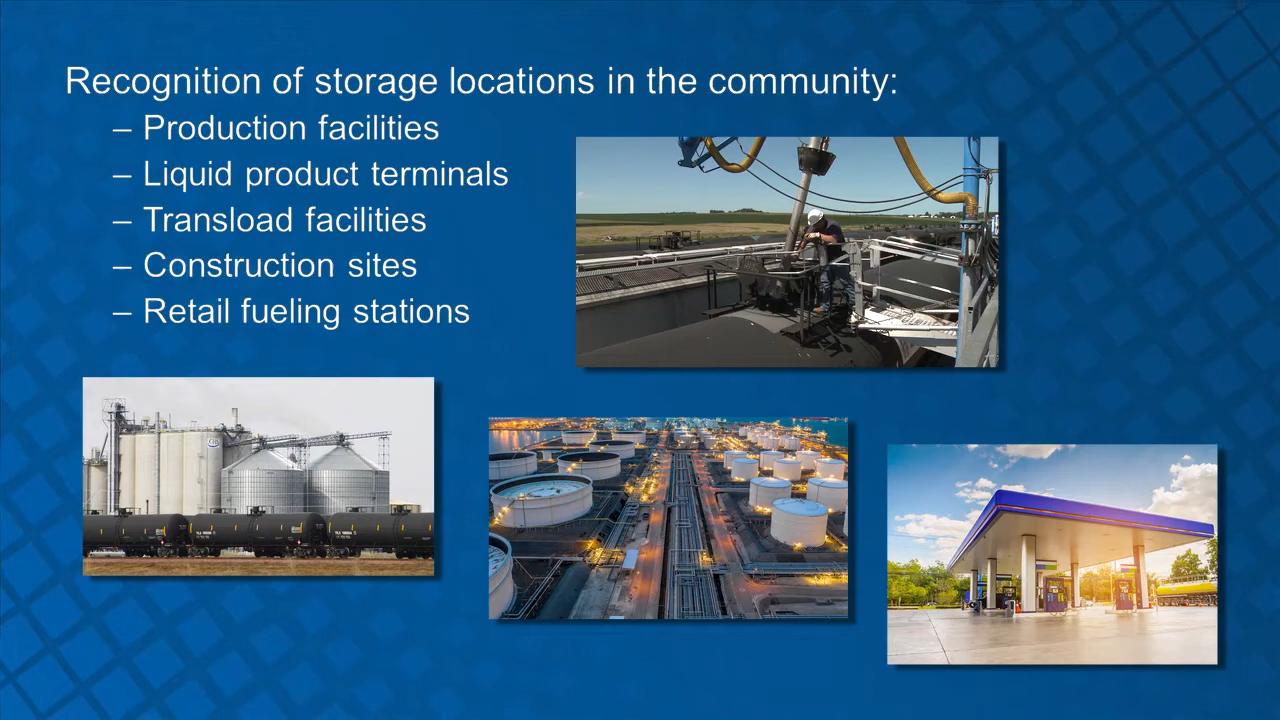 Recognition of storage locations in the community:
– Production facilities
– Liquid product terminals
– Transload facilities
– Construction sites
– Retail fueling stations